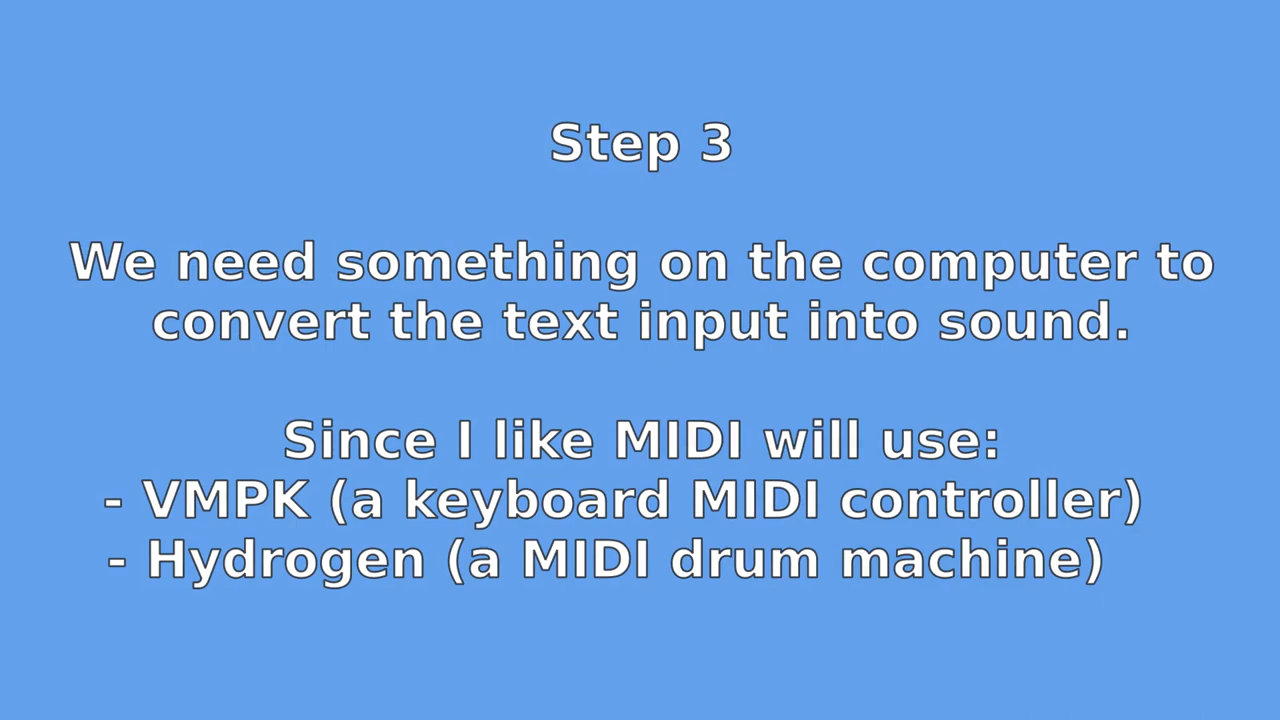 Step 3
We need something on the computer to
convert the text input into sound.
Since I like MIDI will use:
- VMPK (a keyboard MIDI controller)
- Hydrogen (a MIDI drum machine)